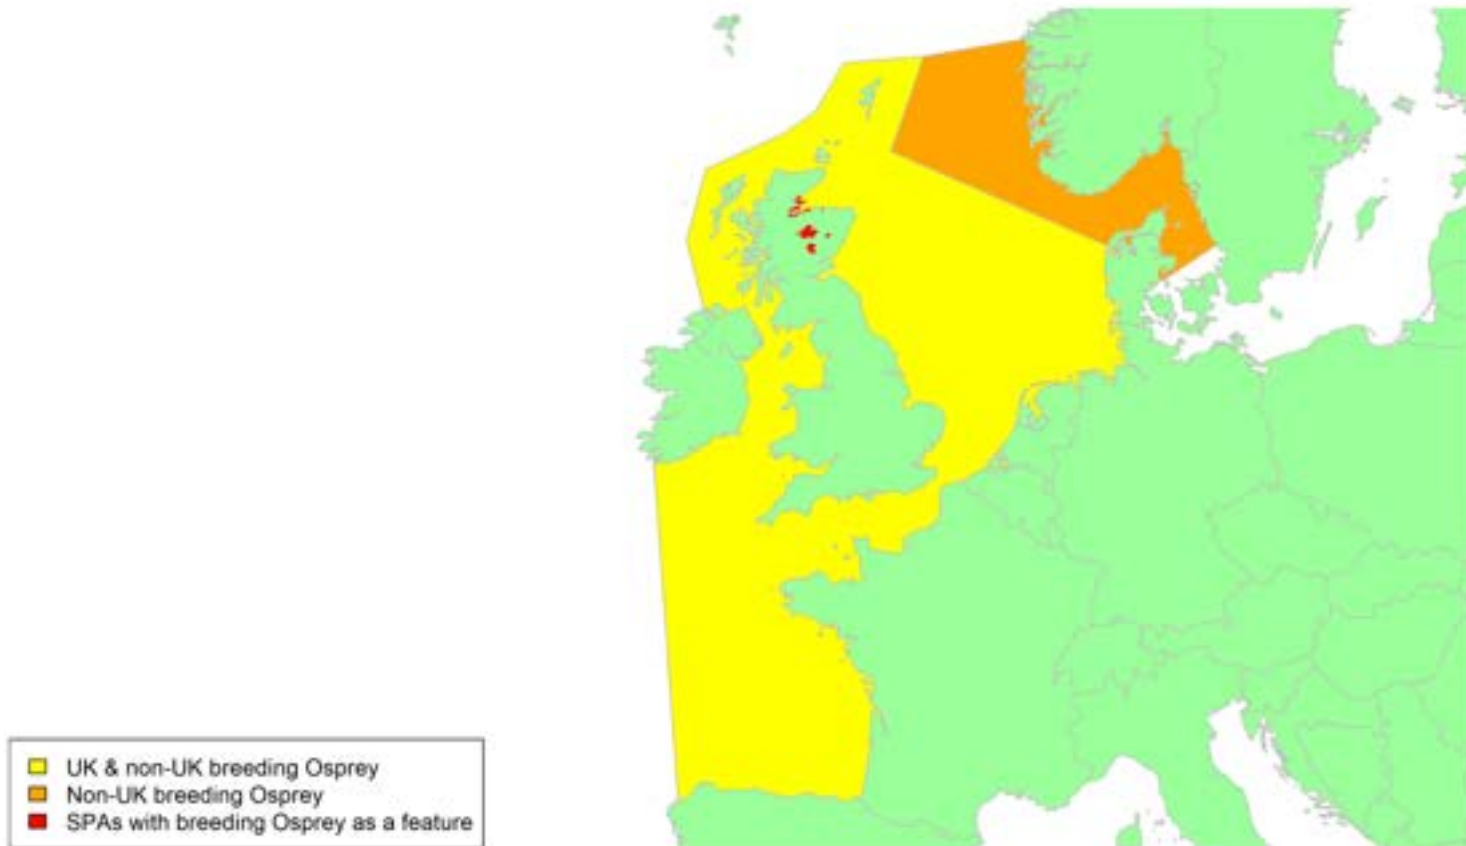 UK & non-UK breeding Osprey
Non-UK breeding Osprey
SPAs with breeding Osprey as a feature